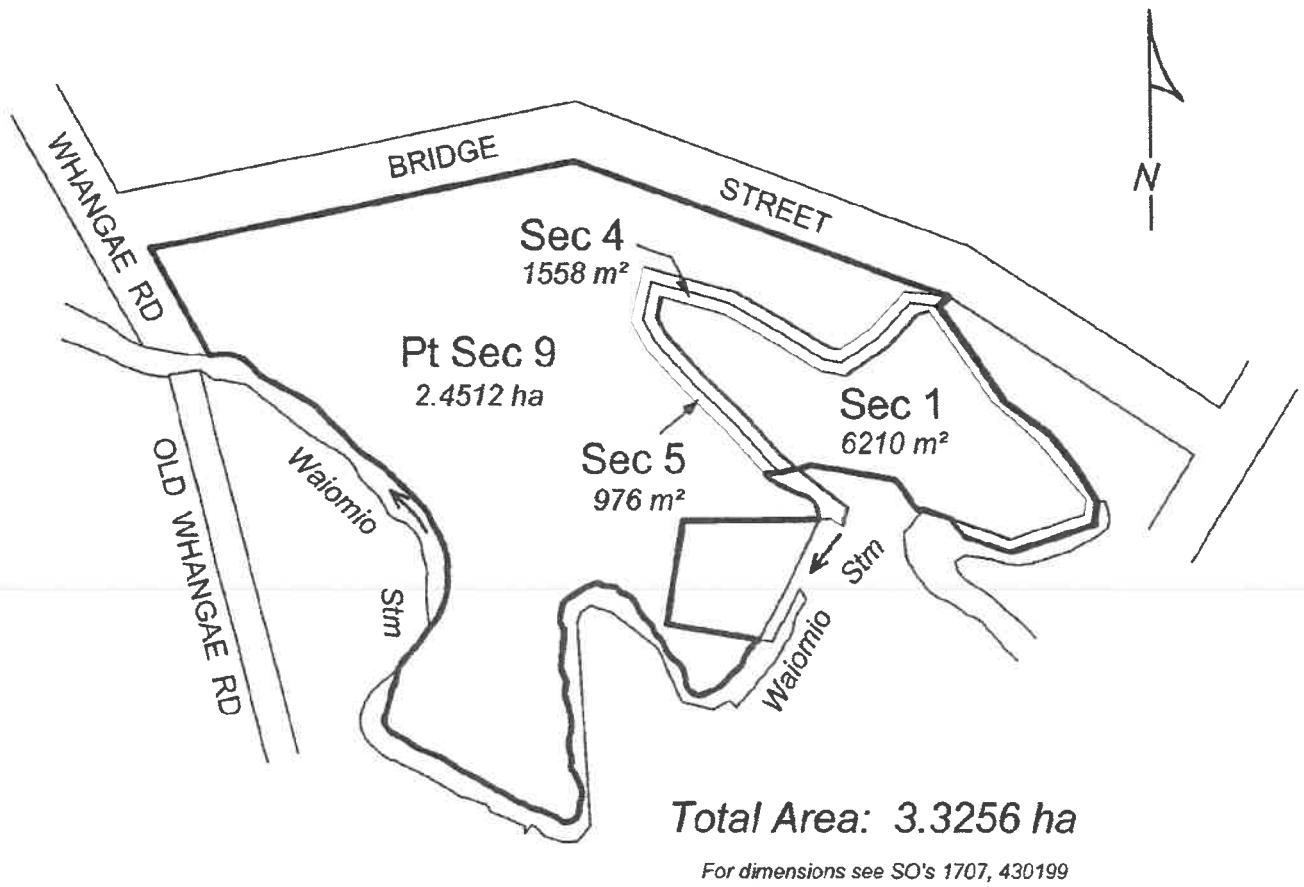 WHANGAE RD
BRIDGE STREET
N
Sec 4
1558 m²
Pt Sec 9
2.4512 ha
Sec 1
6210 m²
Sec 5
976 m²
OLD WHANGAE RD
Waiomio Stm
Stm
Waiomio
Total Area: 3.3256 ha
For dimensions see SO's 1707, 430199